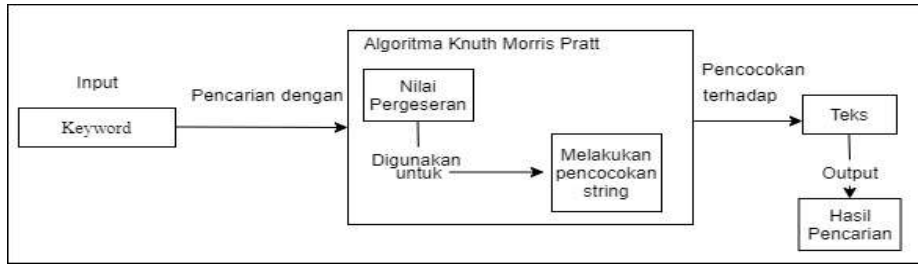 Input
Keyword
Pencarian dengan
Algoritma Knuth Morris Pratt
Nilai
Pergeseran
Digunakan
untuk
Melakukan
pencocokan
string
Pencocokan
terhadap
Teks
Output
Hasil
Pencarian